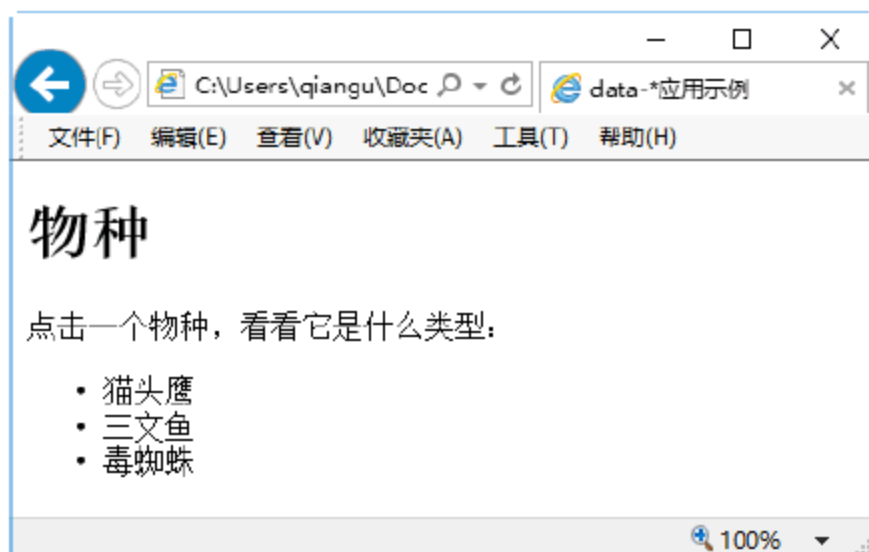 C:\Users\qiangu\Doc
data-*应用示例
文件(F) 编辑(E) 查看(V) 收藏夹(A) 工具(T) 帮助(H)
物种
点击一个物种，看看它是什么类型：
• 猫头鹰
• 三文鱼
• 毒蜘蛛
100%